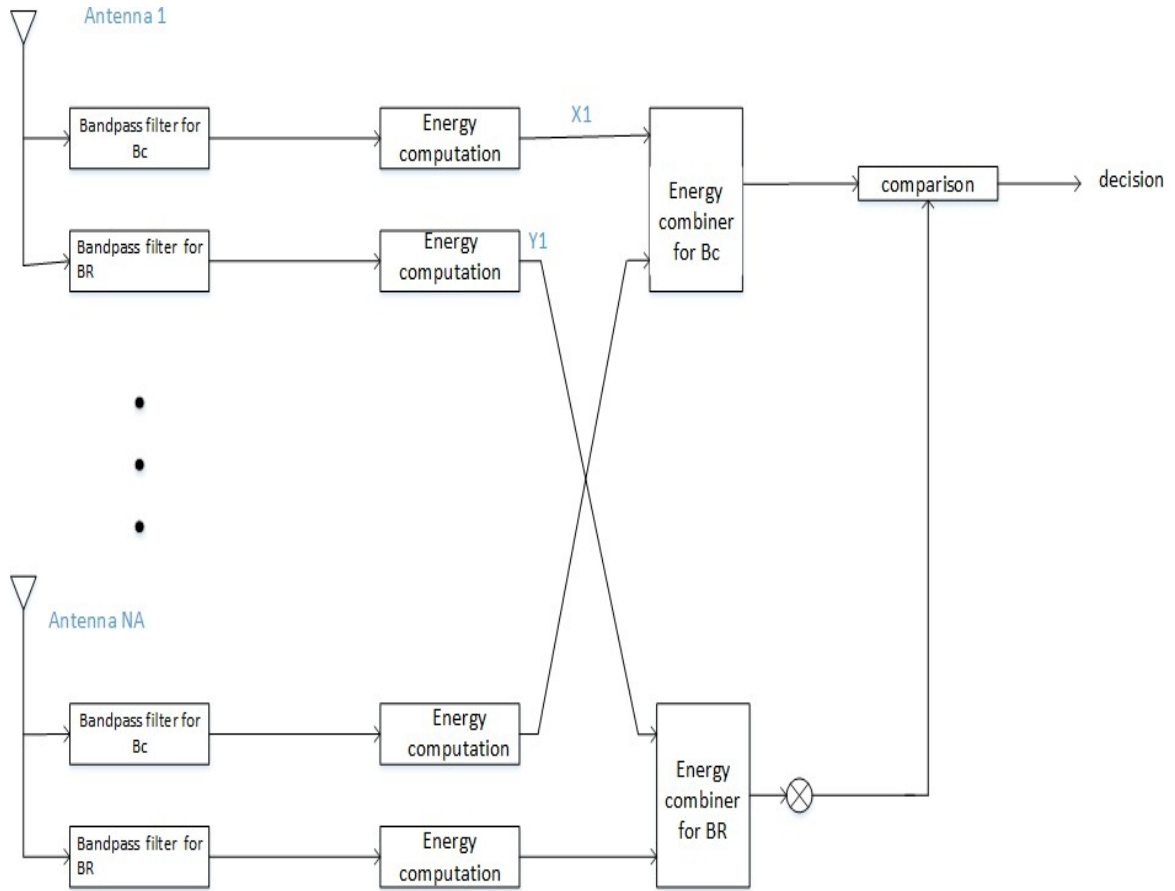 Antenna 1
Bandpass filter for
Bc
Energy
computation
X1
Energy
combiner
for Bc
comparison
decision
Bandpass filter for
BR
Energy
computation
Y1
Antenna NA
Bandpass filter for
Bc
Energy
computation
Energy
combiner
for BR
Bandpass filter for
BR
Energy
computation